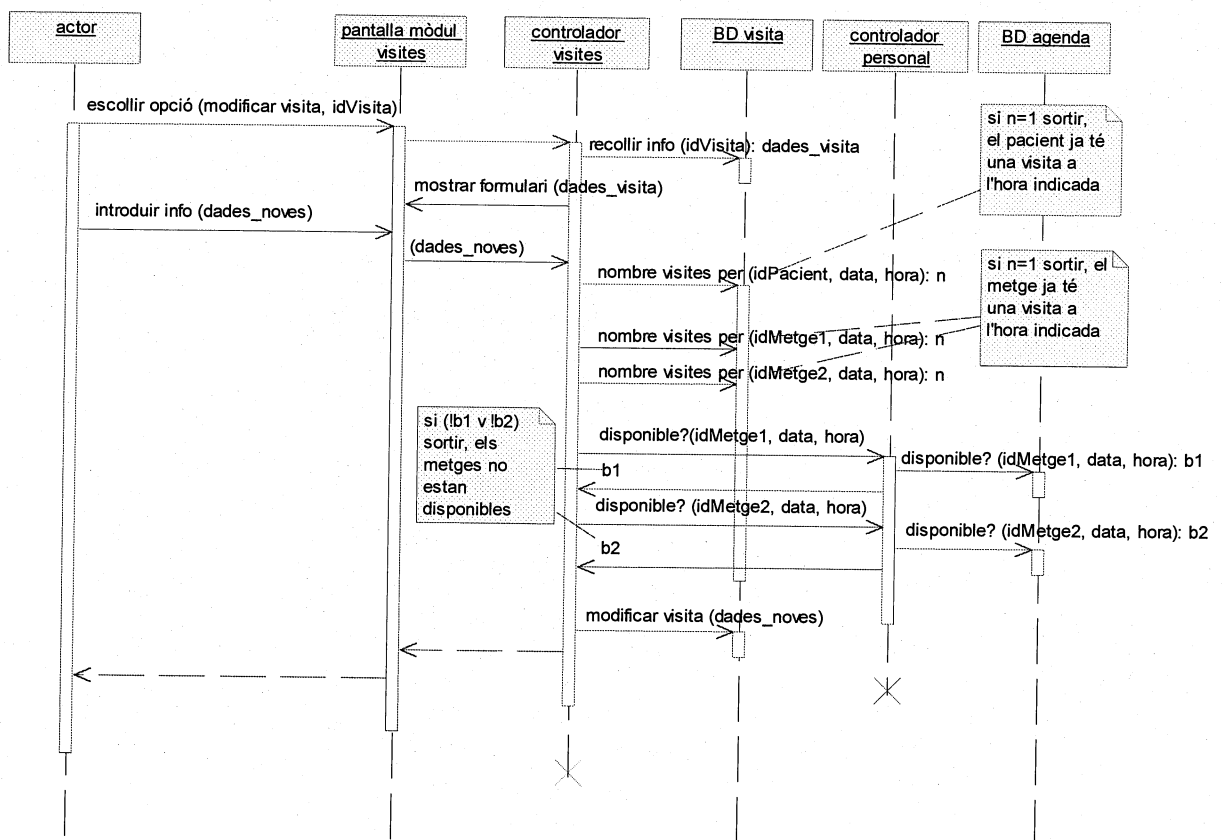 actor
pantalla mòdul
visites
controlador
visites
BD visita
controlador
personal
BD agenda
escollir opció (modificar visita, idVisita)
recollir info (idVisita): dades_visita
si n=1 sortir,
el pacient ja té
una visita a
l'hora indicada
mostrar formulari (dades_visita)
introduir info (dades_noves)
(dades_noves)
nombre visites per (idPacient, data, hora): n
si n=1 sortir, el
metge ja té
una visita a
l'hora indicada
nombre visites per (idMetge1, data, hora): n
nombre visites per (idMetge2, data, hora): n
si (!b1 v !b2)
sortir, els
metges no
estan
disponibles
disponible?(idMetge1, data, hora)
disponible? (idMetge1, data, hora): b1
b1
disponible? (idMetge2, data, hora)
disponible? (idMetge2, data, hora): b2
b2
modificar visita (dades_noves)